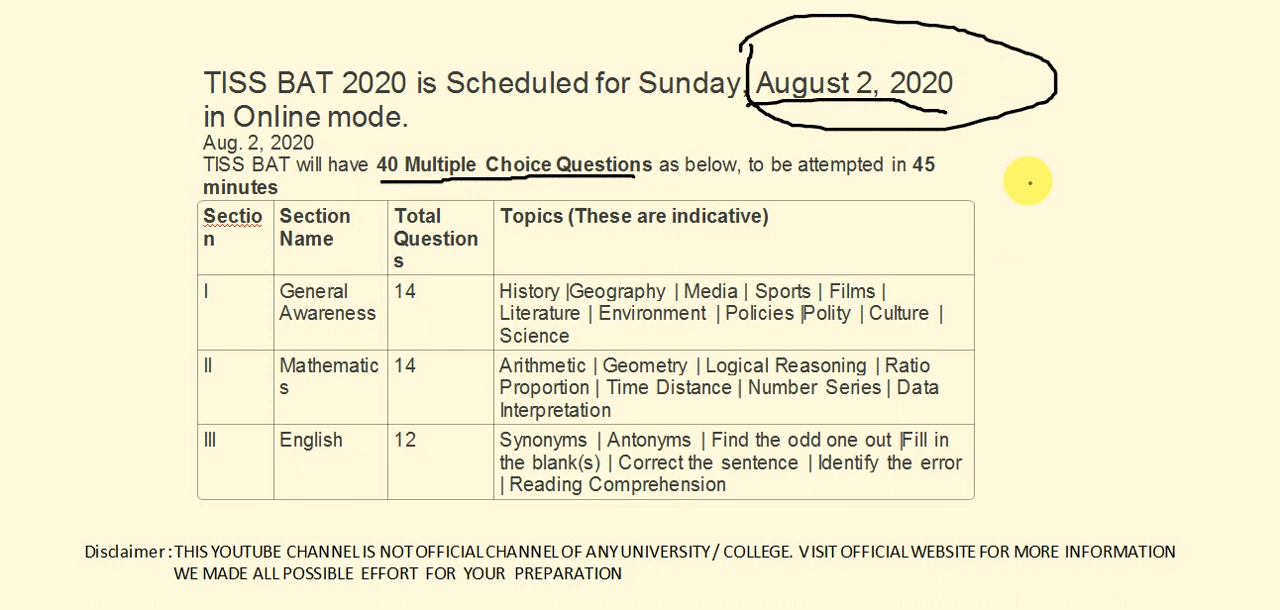 TISS BAT 2020 is Scheduled for Sunday, August 2, 2020
in Online mode.
Aug. 2, 2020
TISS BAT will have 40 Multiple Choice Questions as below, to be attempted in 45
minutes
Sectio
n
Section
Name
Total
Question
s
Topics (These are indicative)
I
General
Awareness
14
History |Geography | Media | Sports | Films |
Literature | Environment | Policies |Polity | Culture |
Science
II
Mathematic
s
14
Arithmetic | Geometry | Logical Reasoning | Ratio
Proportion | Time Distance | Number Series | Data
Interpretation
III
English
12
Synonyms | Antonyms | Find the odd one out |Fill in
the blank(s) | Correct the sentence | Identify the error
| Reading Comprehension
Disclaimer : THIS YOUTUBE CHANNEL IS NOT OFFICIAL CHANNEL OF ANY UNIVERSITY / COLLEGE. VISIT OFFICIAL WEBSITE FOR MORE INFORMATION
WE MADE ALL POSSIBLE EFFORT FOR YOUR PREPARATION